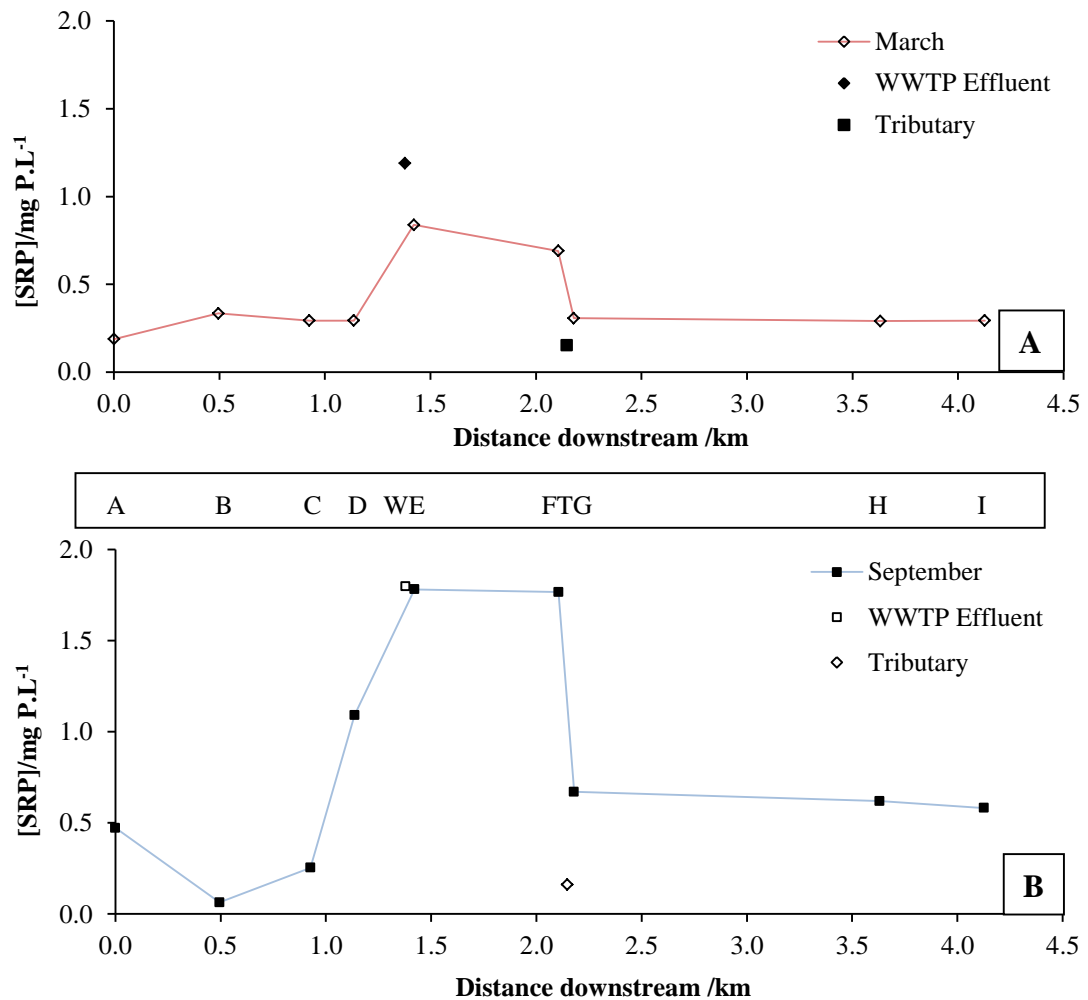 2.0
1.5
1.0
0.5
0.0
[SRP]/mg P.L-1
March
WWTP Effluent
Tributary
A
0.0 0.5 1.0 1.5 2.0 2.5 3.0 3.5 4.0 4.5
Distance downstream /km
A B C D WE FTG H I
2.0
1.5
1.0
0.5
0.0
[SRP]/mg P.L-1
September
WWTP Effluent
Tributary
B
0.0 0.5 1.0 1.5 2.0 2.5 3.0 3.5 4.0 4.5
Distance downstream /km